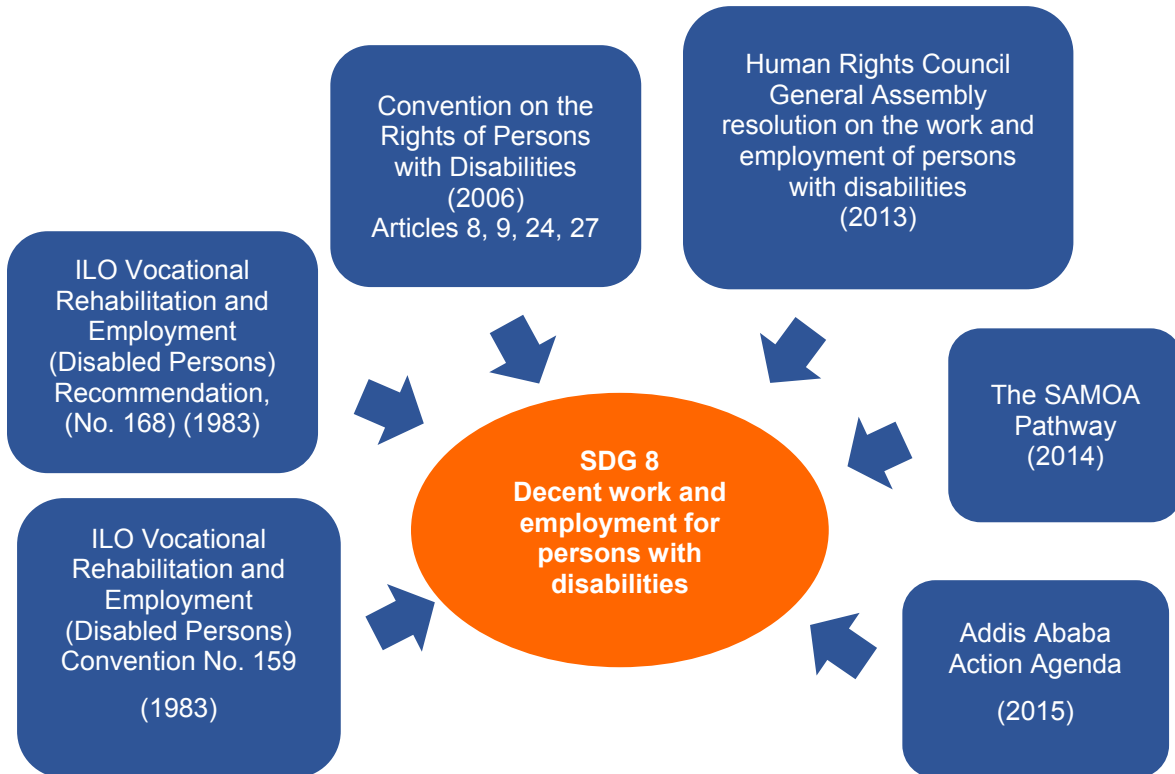 Human Rights Council
General Assembly
resolution on the work and
employment of persons
with disabilities
(2013)
Convention on the
Rights of Persons
with Disabilities
(2006)
Articles 8, 9, 24, 27
ILO Vocational
Rehabilitation and
Employment
(Disabled Persons)
Recommendation,
(No. 168) (1983)
The SAMOA
Pathway
(2014)
SDG 8
Decent work and
employment for
persons with
disabilities
ILO Vocational
Rehabilitation and
Employment
(Disabled Persons)
Convention No. 159
(1983)
Addis Ababa
Action Agenda
(2015)